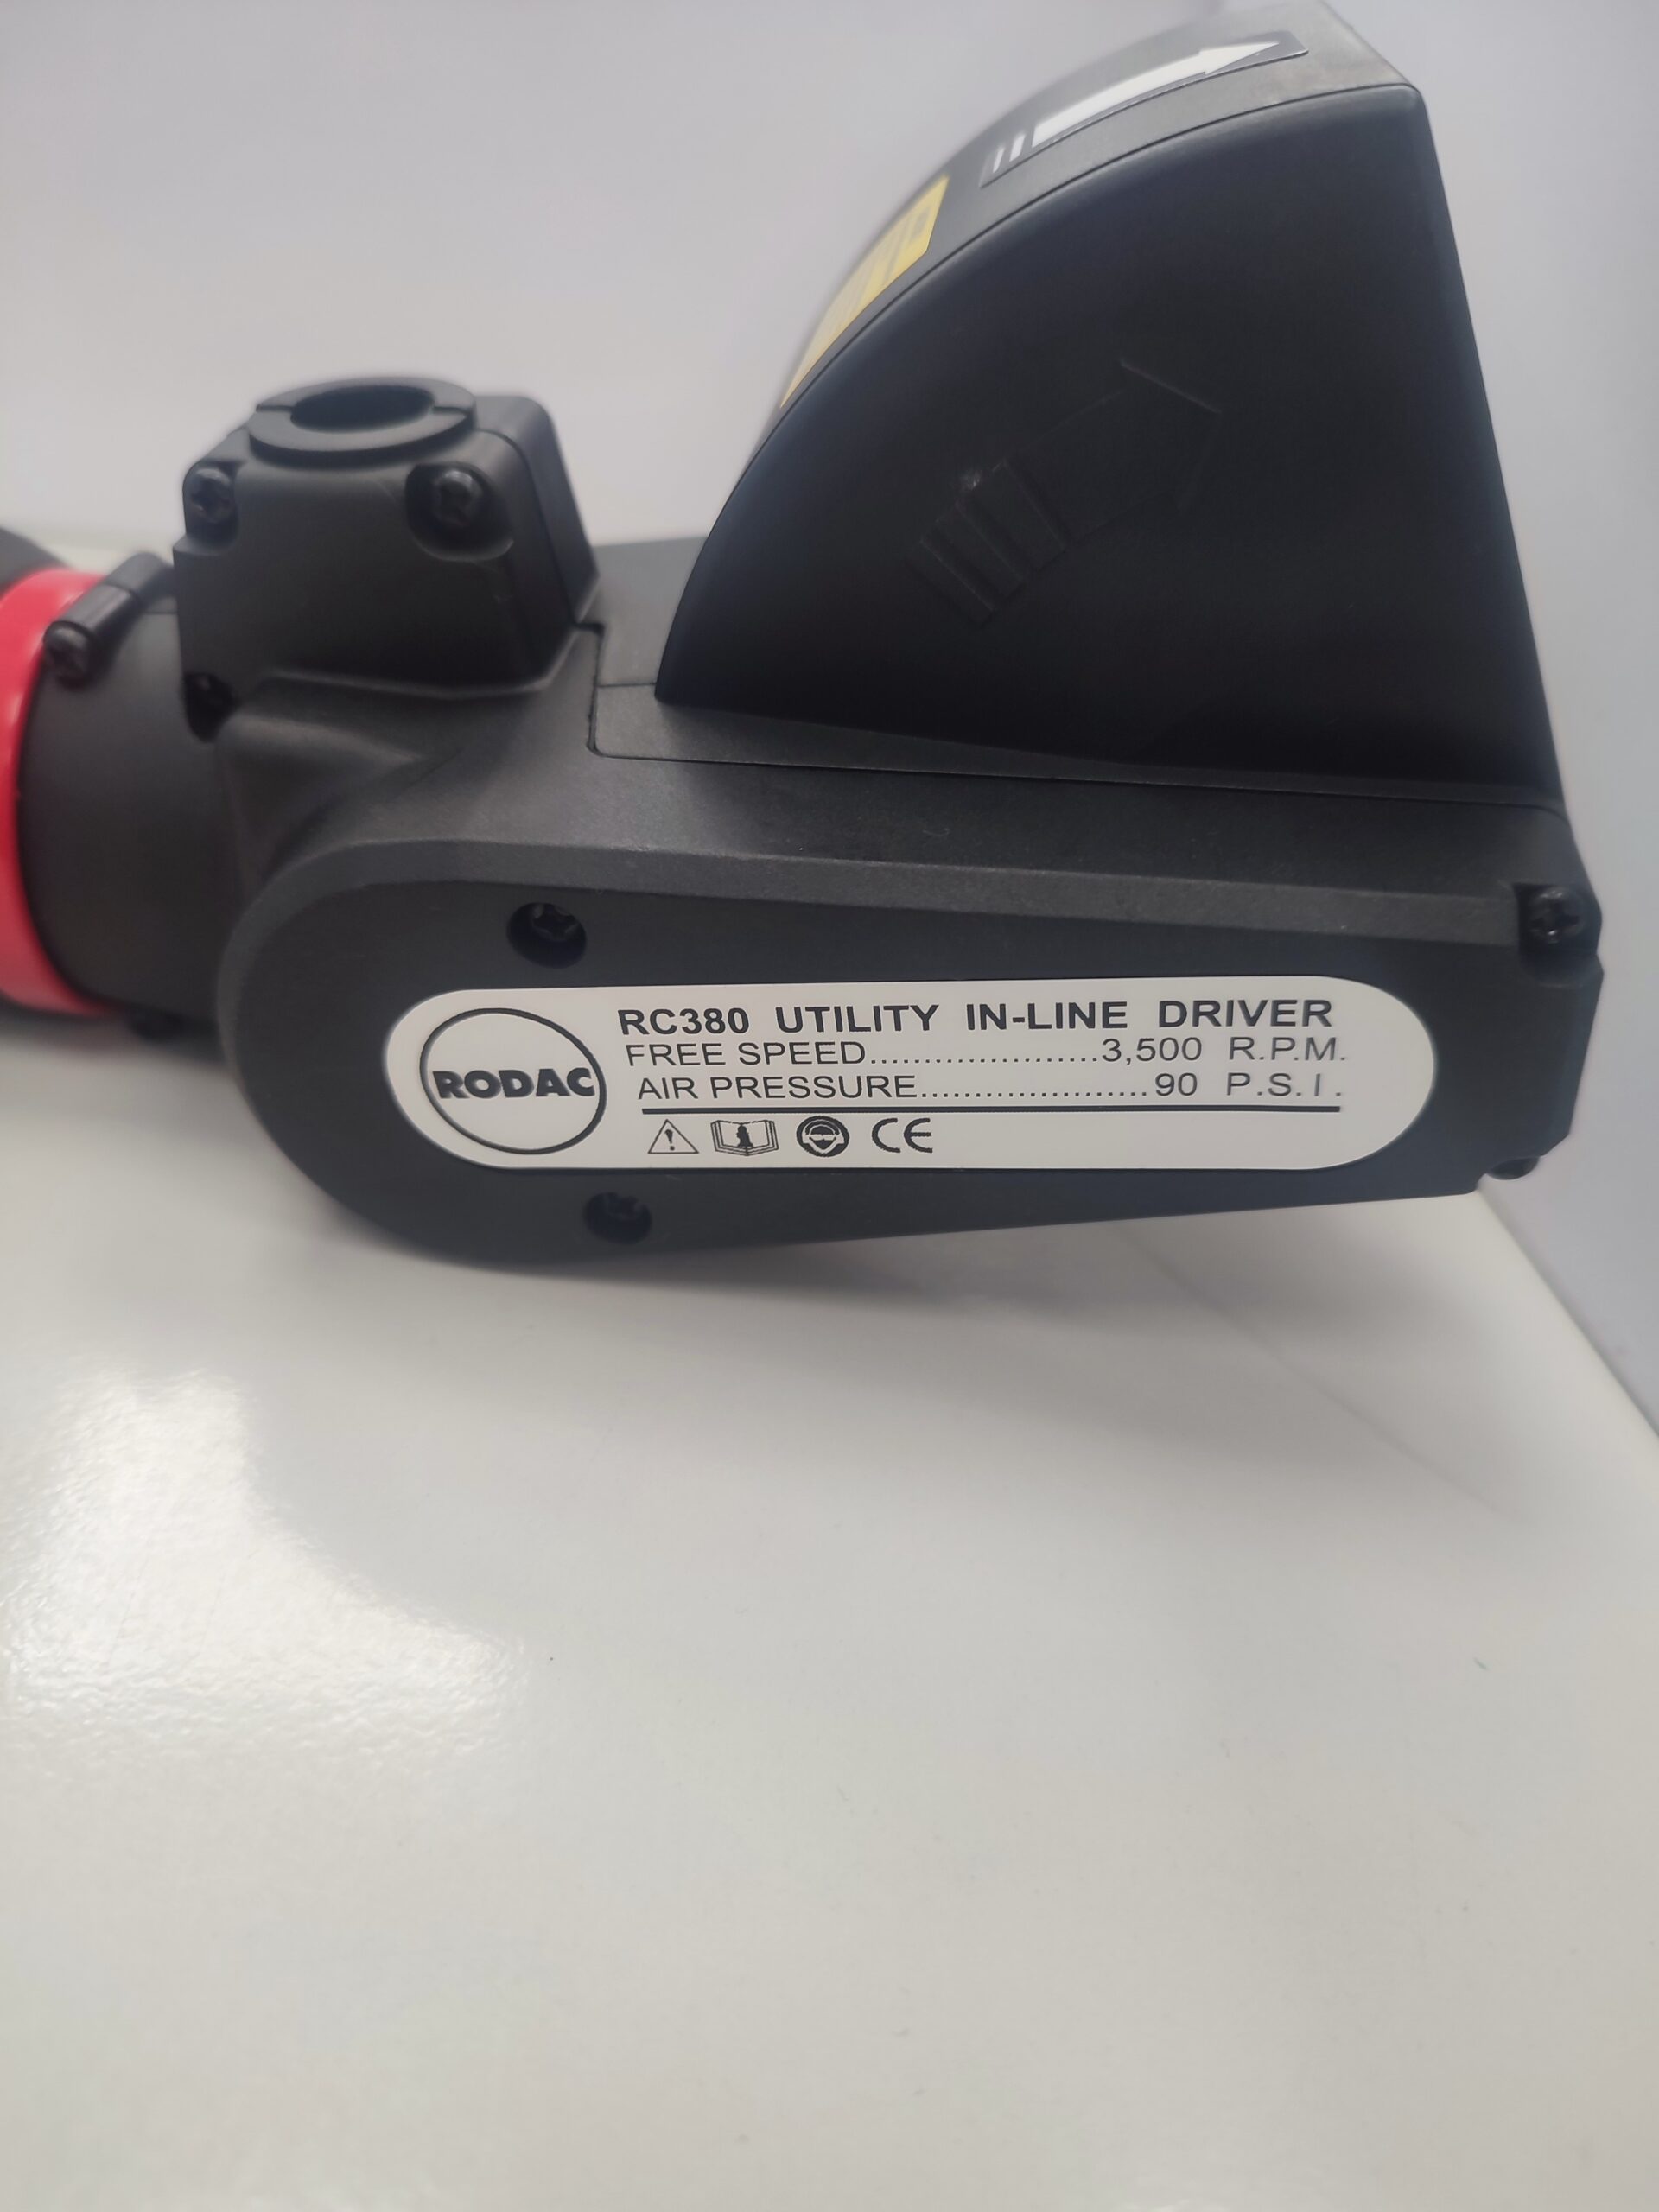 RODAC
RC380 UTILITY IN-LINE DRIVER
FREE SPEED.....................3,500 R.P.M.
AIR PRESSURE.....................90 P.S.I.
CE